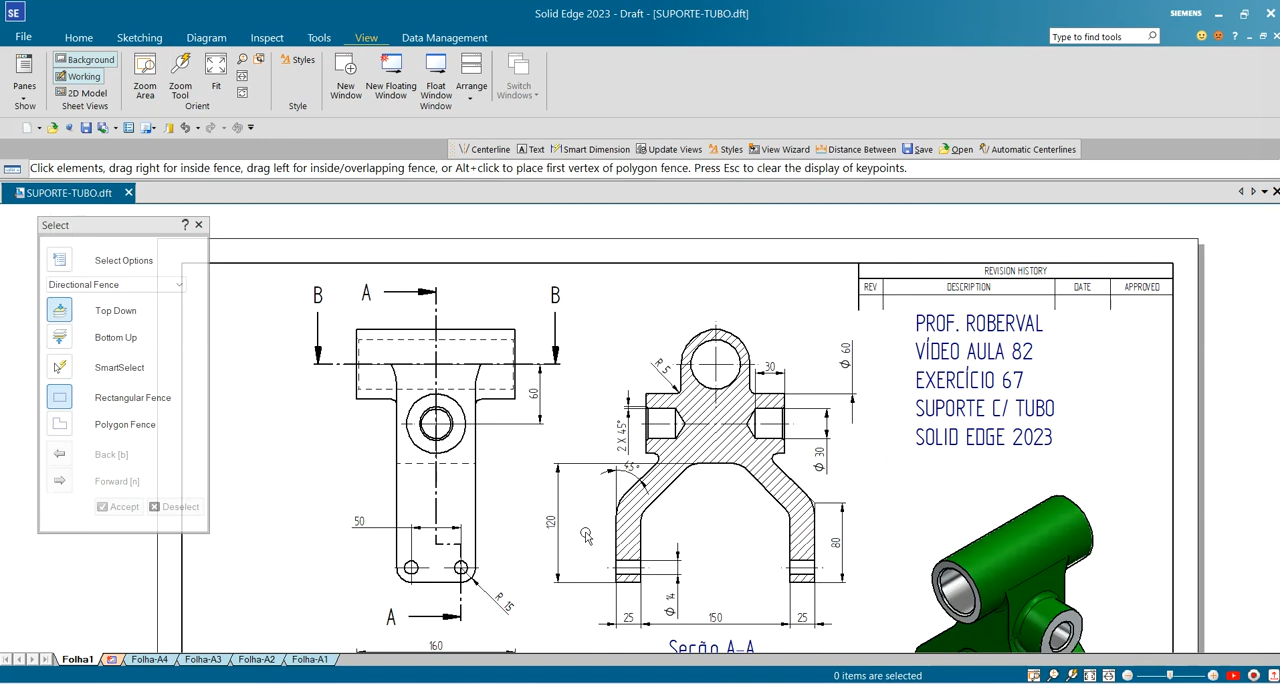 SE
Solid Edge 2023 - Draft - [SUPORTE-TUBO.dft]
SIEMENS
File Home Sketching Diagram Inspect Tools View Data Management
Type to find tools
Background
Working
2D Model
Panes
Show
Sheet Views
Zoom Area
Zoom Tool
Fit
Orient
Styles
Style
New Window
New Floating Window
Float Window
Arrange
Window
Switch Windows
Centerline Text Smart Dimension Update Views Styles View Wizard Distance Between Save Open Automatic Centerlines
Click elements, drag right for inside fence, drag left for inside/overlapping fence, or Alt+click to place first vertex of polygon fence. Press Esc to clear the display of keypoints.
SUPORTE-TUBO.dft
Select
Select Options
Directional Fence
Top Down
Bottom Up
SmartSelect
Rectangular Fence
Polygon Fence
Back [b]
Forward [n]
Accept Deselect
REVISION HISTORY
REV DESCRIPTION DATE APPROVED
PROF. ROBERVAL
VÍDEO AULA 82
EXERCÍCIO 67
SUPORTE C/ TUBO
SOLID EDGE 2023
B A B
60
50
R 15
A
160
R 5
30
Ø 60
2 X 45°
Ø 30
45°
120
80
Ø 14
25 150 25
Seção A-A
Folha1 Folha-A4 Folha-A3 Folha-A2 Folha-A1
0 items are selected